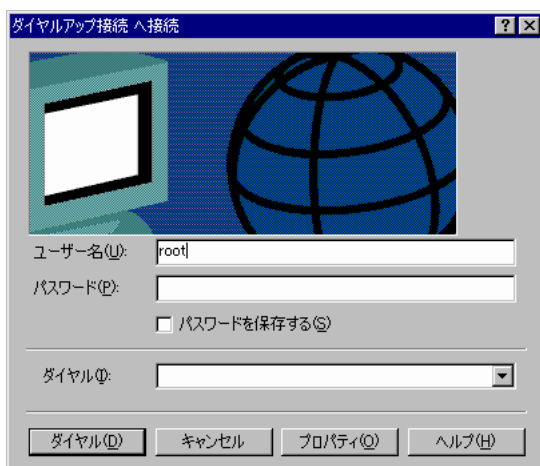 ダイヤルアップ接続 へ接続
ユーザー名(U):
root
パスワード(P):
パスワードを保存する(S)
ダイヤル(I):
ダイヤル(D)
キャンセル
プロパティ(O)
ヘルプ(H)